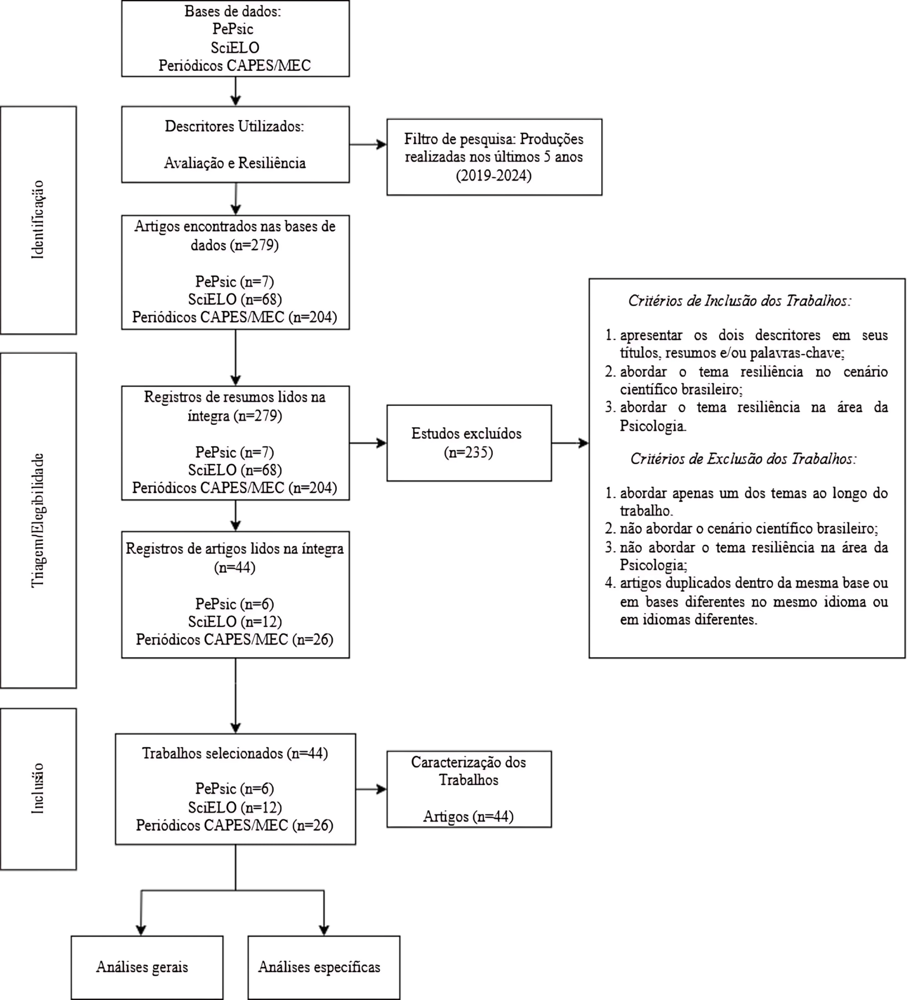 Bases de dados:
PePsic
SciELO
Periódicos CAPES/MEC
Identificação
Descritores Utilizados:
Avaliação e Resiliência
Filtro de pesquisa: Produções
realizadas nos últimos 5 anos
(2019-2024)
Artigos encontrados nas bases de
dados (n=279)
PePsic (n=7)
SciELO (n=68)
Periódicos CAPES/MEC (n=204)
Triagem/Elegibilidade
Registros de resumos lidos na
íntegra (n=279)
PePsic (n=7)
SciELO (n=68)
Periódicos CAPES/MEC (n=204)
Estudos excluídos
(n=235)
Critérios de Inclusão dos Trabalhos:
1. apresentar os dois descritores em seus
títulos, resumos e/ou palavras-chave;
2. abordar o tema resiliência no cenário
científico brasileiro;
3. abordar o tema resiliência na área da
Psicologia.
Critérios de Exclusão dos Trabalhos:
1. abordar apenas um dos temas ao longo do
trabalho.
2. não abordar o cenário científico brasileiro;
3. não abordar o tema resiliência na área da
Psicologia;
4. artigos duplicados dentro da mesma base ou
em bases diferentes no mesmo idioma ou
em idiomas diferentes.
Registros de artigos lidos na íntegra
(n=44)
PePsic (n=6)
SciELO (n=12)
Periódicos CAPES/MEC (n=26)
Inclusão
Trabalhos selecionados (n=44)
PePsic (n=6)
SciELO (n=12)
Periódicos CAPES/MEC (n=26)
Caracterização dos
Trabalhos
Artigos (n=44)
Análises gerais
Análises específicas